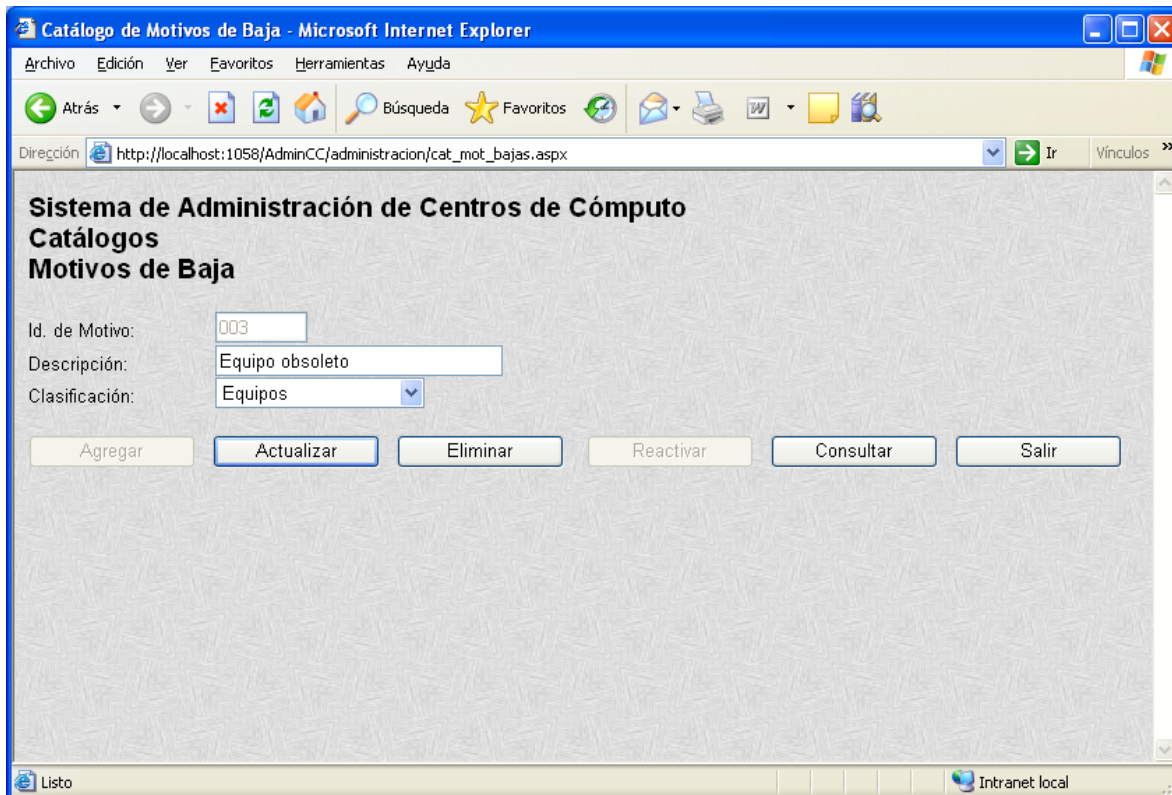 Catálogo de Motivos de Baja - Microsoft Internet Explorer
Archivo Edición Ver Favoritos Herramientas Ayuda
Atrás Búsqueda Favoritos W
Dirección http://localhost:1058/AdminCC/administracion/cat_mot_bajas.aspx Ir Vínculos »
Sistema de Administración de Centros de Cómputo
Catálogos
Motivos de Baja
Id. de Motivo: 003
Descripción: Equipo obsoleto
Clasificación: Equipos
Agregar Actualizar Eliminar Reactivar Consultar Salir
Listo Intranet local